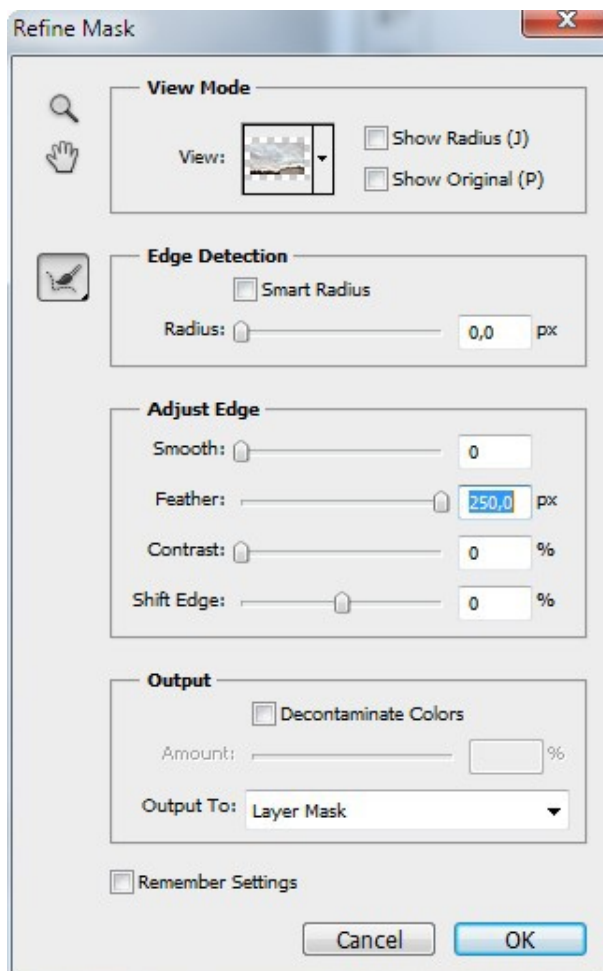 Refine Mask
View Mode
View:
Show Radius (J)
Show Original (P)
Edge Detection
Smart Radius
Radius: 0,0 px
Adjust Edge
Smooth: 0
Feather: 250,0 px
Contrast: 0 %
Shift Edge: 0 %
Output
Decontaminate Colors
Amount: %
Output To: Layer Mask
Remember Settings
Cancel OK